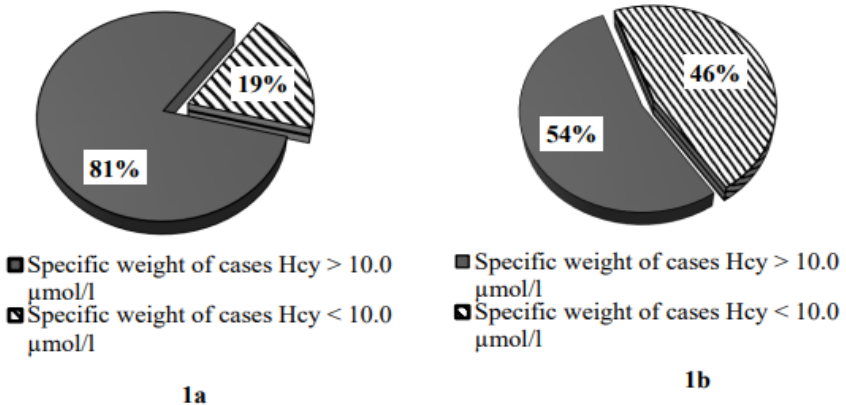 19%
81%
Specific weight of cases Hcy > 10.0
µmol/l
Specific weight of cases Hcy < 10.0
µmol/l
1a
46%
54%
Specific weight of cases Hcy > 10.0
µmol/l
Specific weight of cases Hcy < 10.0
µmol/l
1b